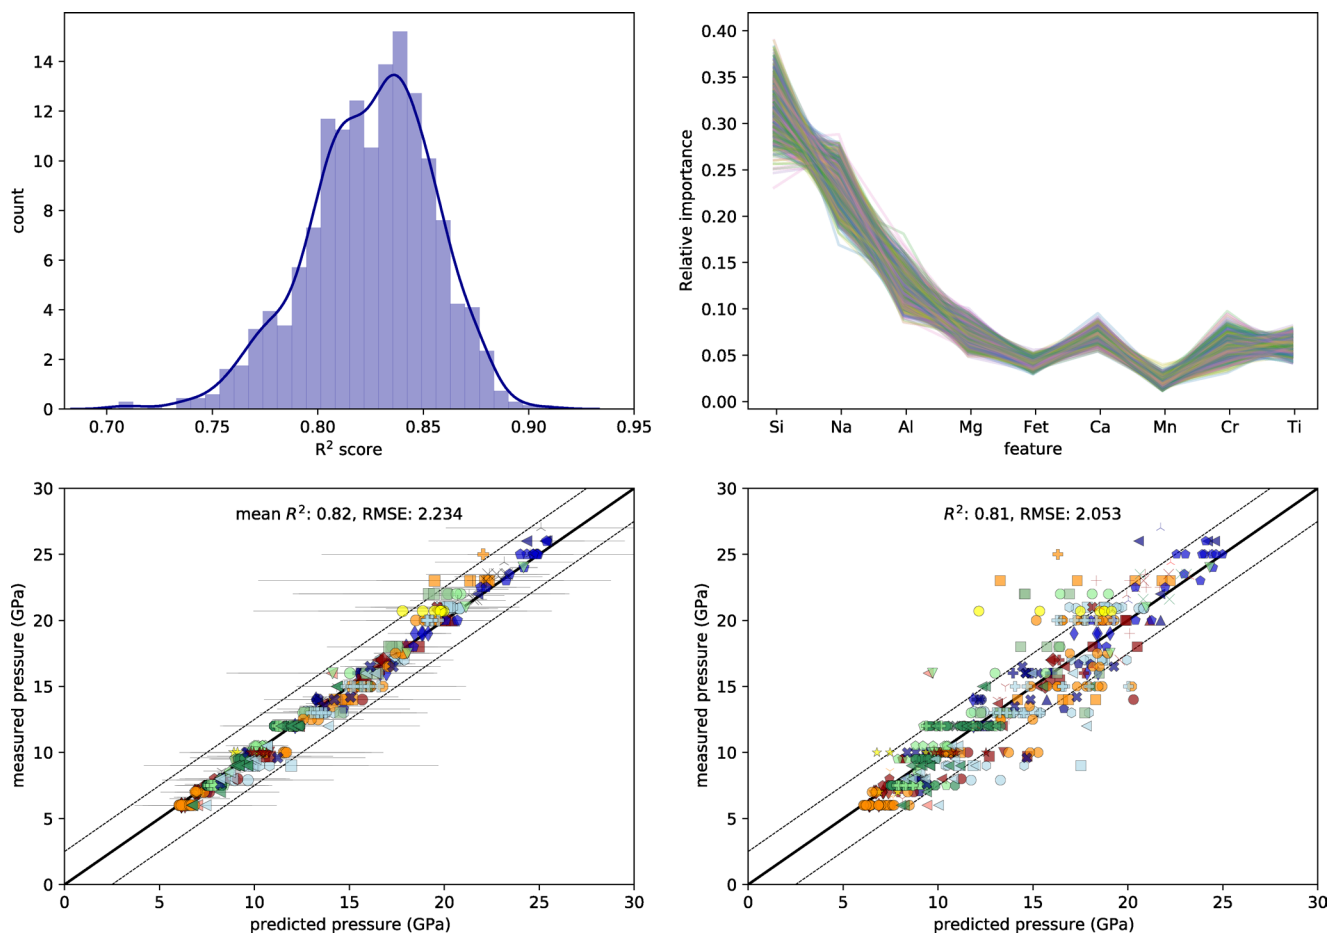 14
12
10
8
6
4
2
0
count
0.70 0.75 0.80 0.85 0.90 0.95
R² score
0.40
0.35
0.30
0.25
0.20
0.15
0.10
0.05
0.00
Relative importance
Si Na Al Mg Fet Ca Mn Cr Ti
feature
mean R²: 0.82, RMSE: 2.234
30
25
20
15
10
5
0
measured pressure (GPa)
0 5 10 15 20 25 30
predicted pressure (GPa)
R²: 0.81, RMSE: 2.053
30
25
20
15
10
5
0
measured pressure (GPa)
0 5 10 15 20 25 30
predicted pressure (GPa)